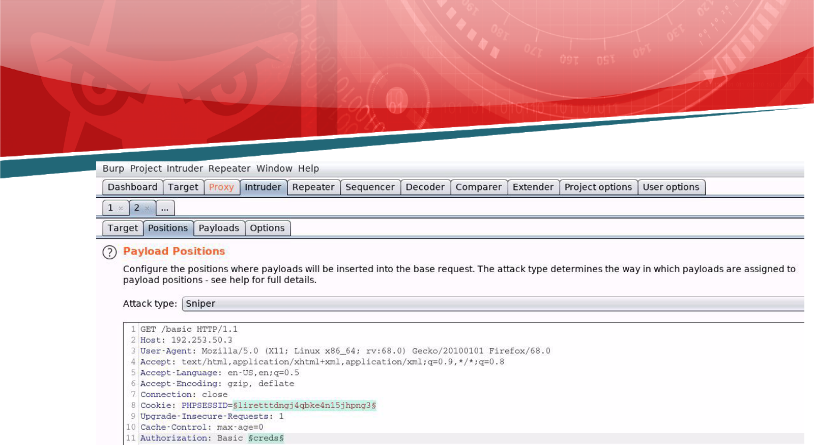 Burp Project Intruder Repeater Window Help
Dashboard Target Proxy Intruder Repeater Sequencer Decoder Comparer Extender Project options User options
1 × 2 × ...
Target Positions Payloads Options
? Payload Positions
Configure the positions where payloads will be inserted into the base request. The attack type determines the way in which payloads are assigned to
payload positions - see help for full details.
Attack type: Sniper
1 GET /basic HTTP/1.1
2 Host: 192.253.50.3
3 User-Agent: Mozilla/5.0 (X11; Linux x86_64; rv:68.0) Gecko/20100101 Firefox/68.0
4 Accept: text/html,application/xhtml+xml,application/xml;q=0.9,*/*;q=0.8
5 Accept-Language: en-US,en;q=0.5
6 Accept-Encoding: gzip, deflate
7 Connection: close
8 Cookie: PHPSESSID=§liretttdngj4qbke4n15jhpng3§
9 Upgrade-Insecure-Requests: 1
10 Cache-Control: max-age=0
11 Authorization: Basic §creds§